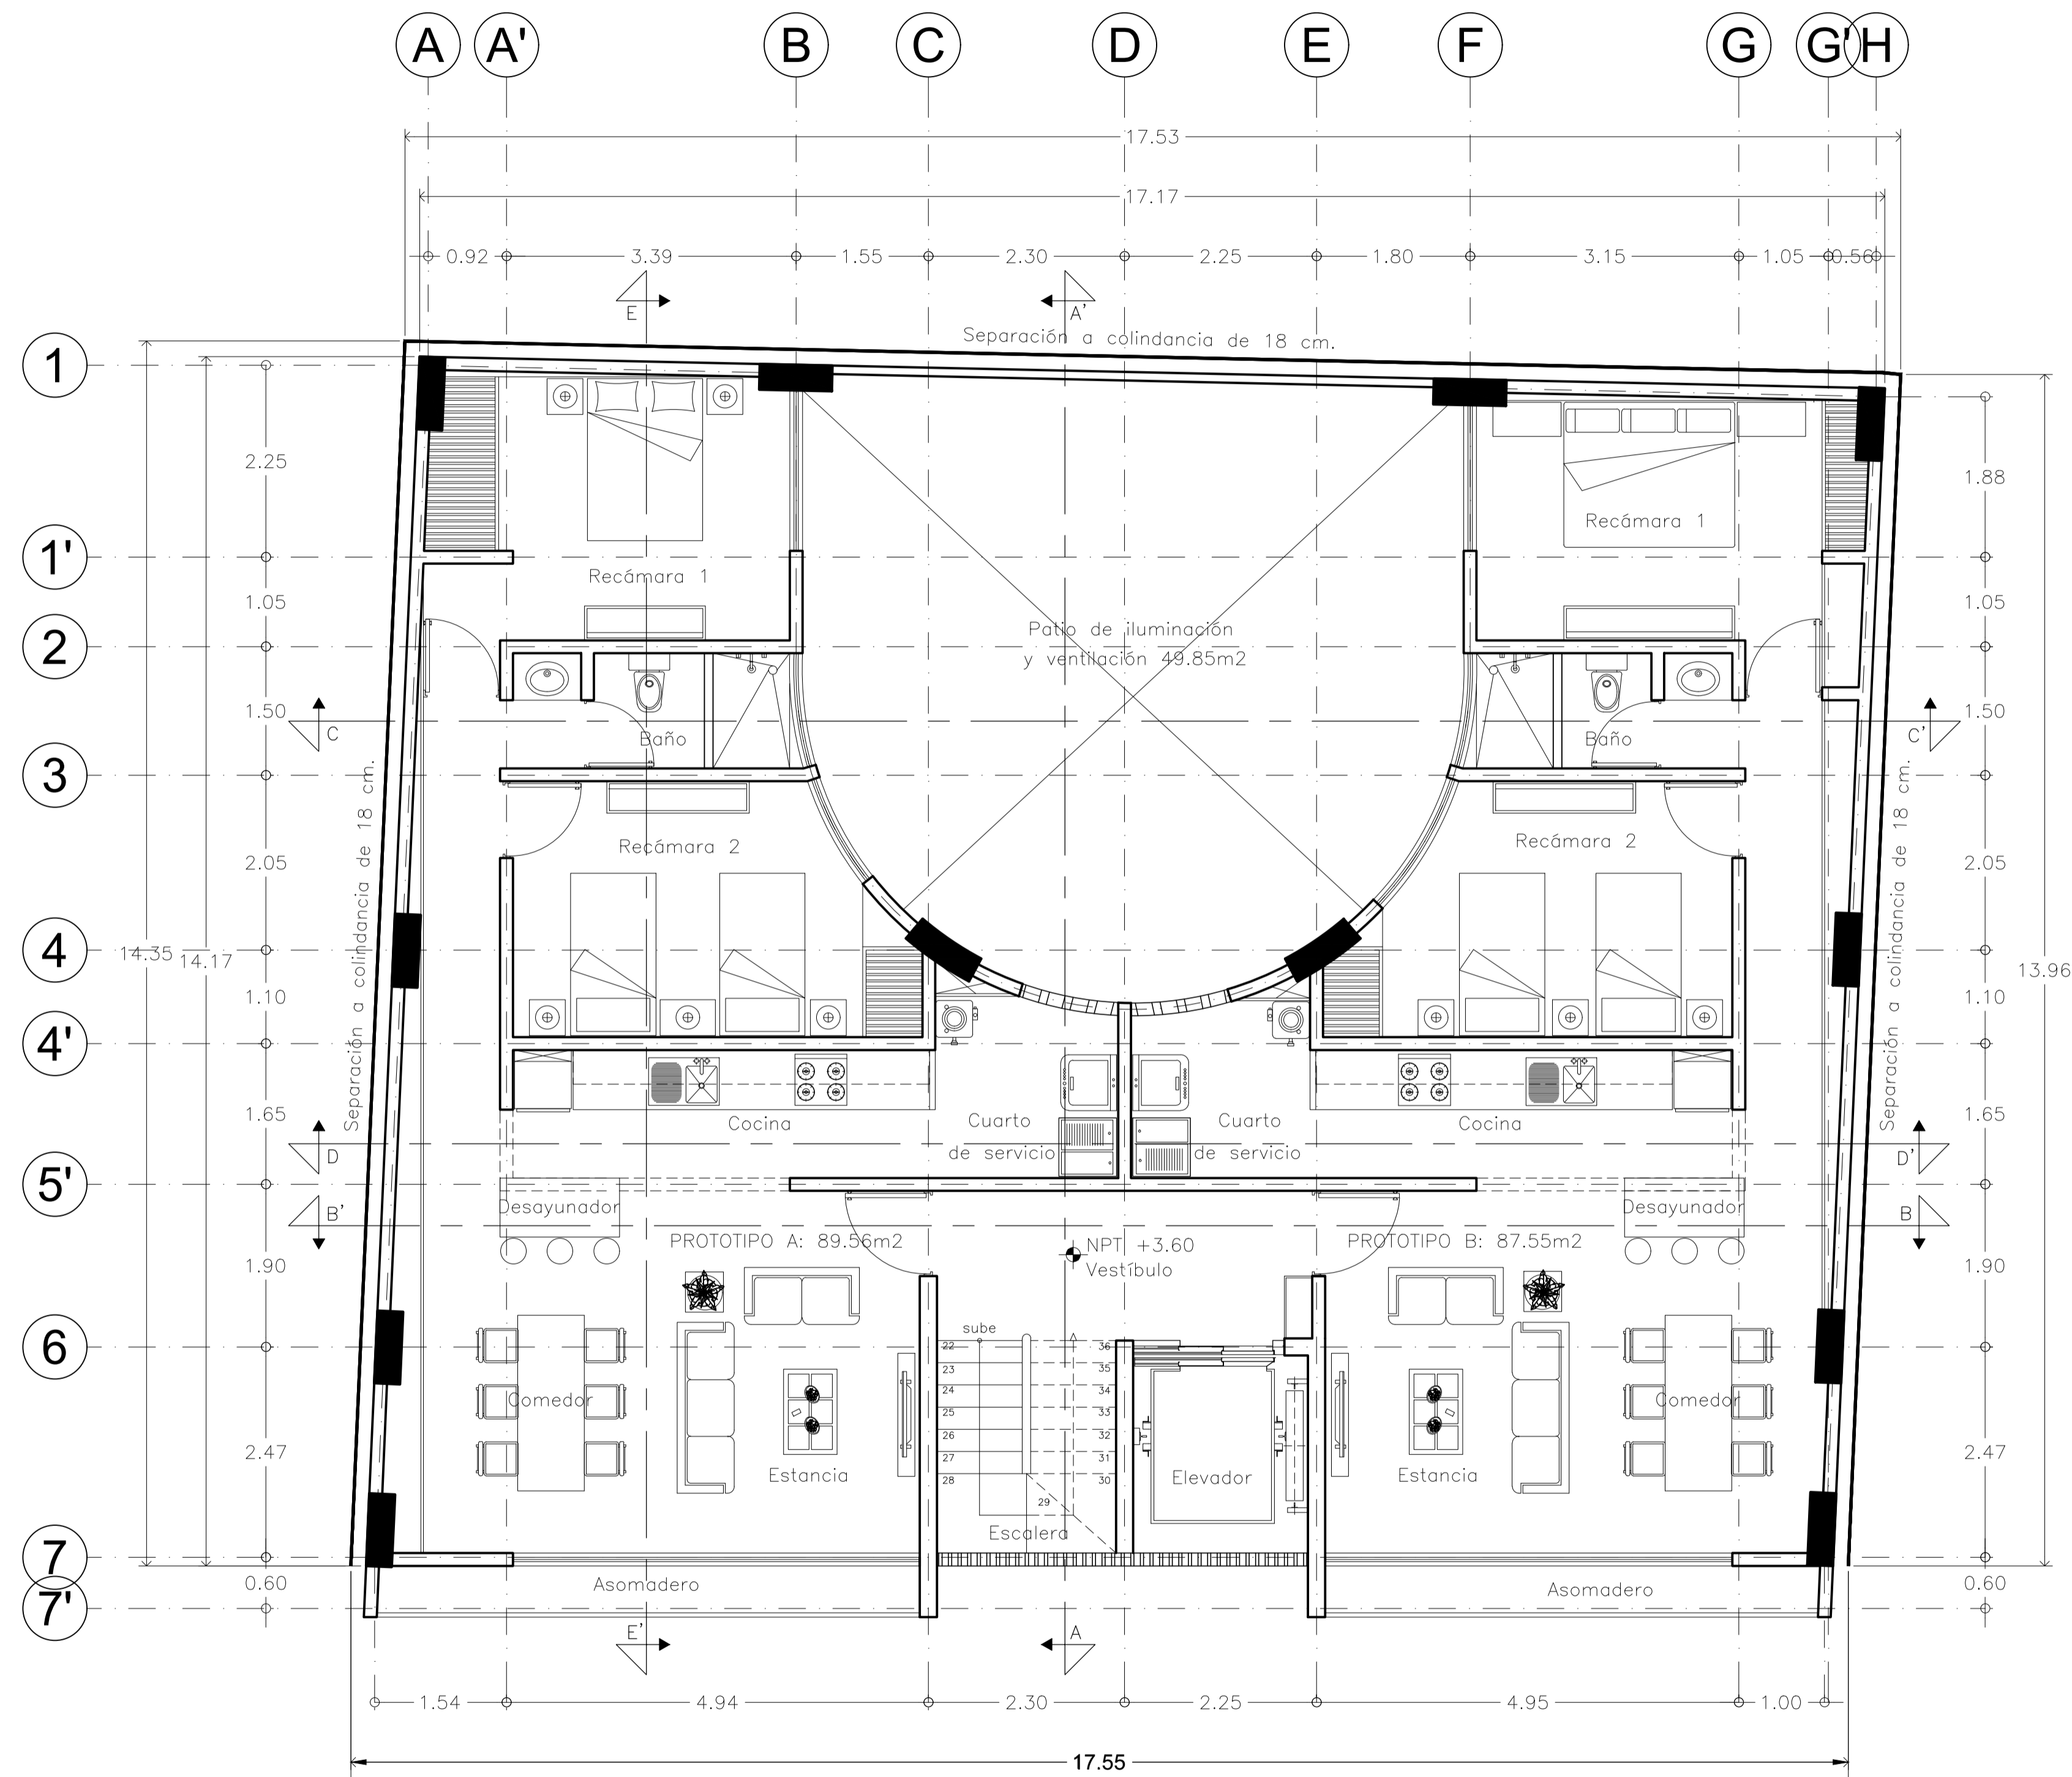 A A' B C D E F G G' H
17.53
17.17
0.92 3.39 1.55 2.30 2.25 1.80 3.15 1.05 0.56
E A'
Separación a colindancia de 18 cm.
1
2.25
1.88
Recámara 1
1'
Recámara 1
1.05
1.05
Patio de iluminación
y ventilación 49.85m2
2
1.50
1.50
C
C'
Baño
Baño
3
Separación a colindancia de 18 cm.
Separación a colindancia de 18 cm.
2.05
Recámara 2
Recámara 2
2.05
4
14.35
14.17
13.96
1.10
1.10
4'
1.65
Cocina
Cuarto
de servicio
Cuarto
de servicio
Cocina
1.65
D
D'
5'
B'
Desayunador
Desayunador
B
PROTOTIPO A: 89.56m2
NPT +3.60
Vestíbulo
PROTOTIPO B: 87.55m2
1.90
1.90
sube
6
22 36
23 35
24 34
25 33
26 32
27 31
28 30
29
Comedor
Comedor
2.47
2.47
Estancia
Elevador
Estancia
Escalera
7
0.60
0.60
Asomadero
Asomadero
7'
E' A
1.54 4.94 2.30 2.25 4.95 1.00
17.55